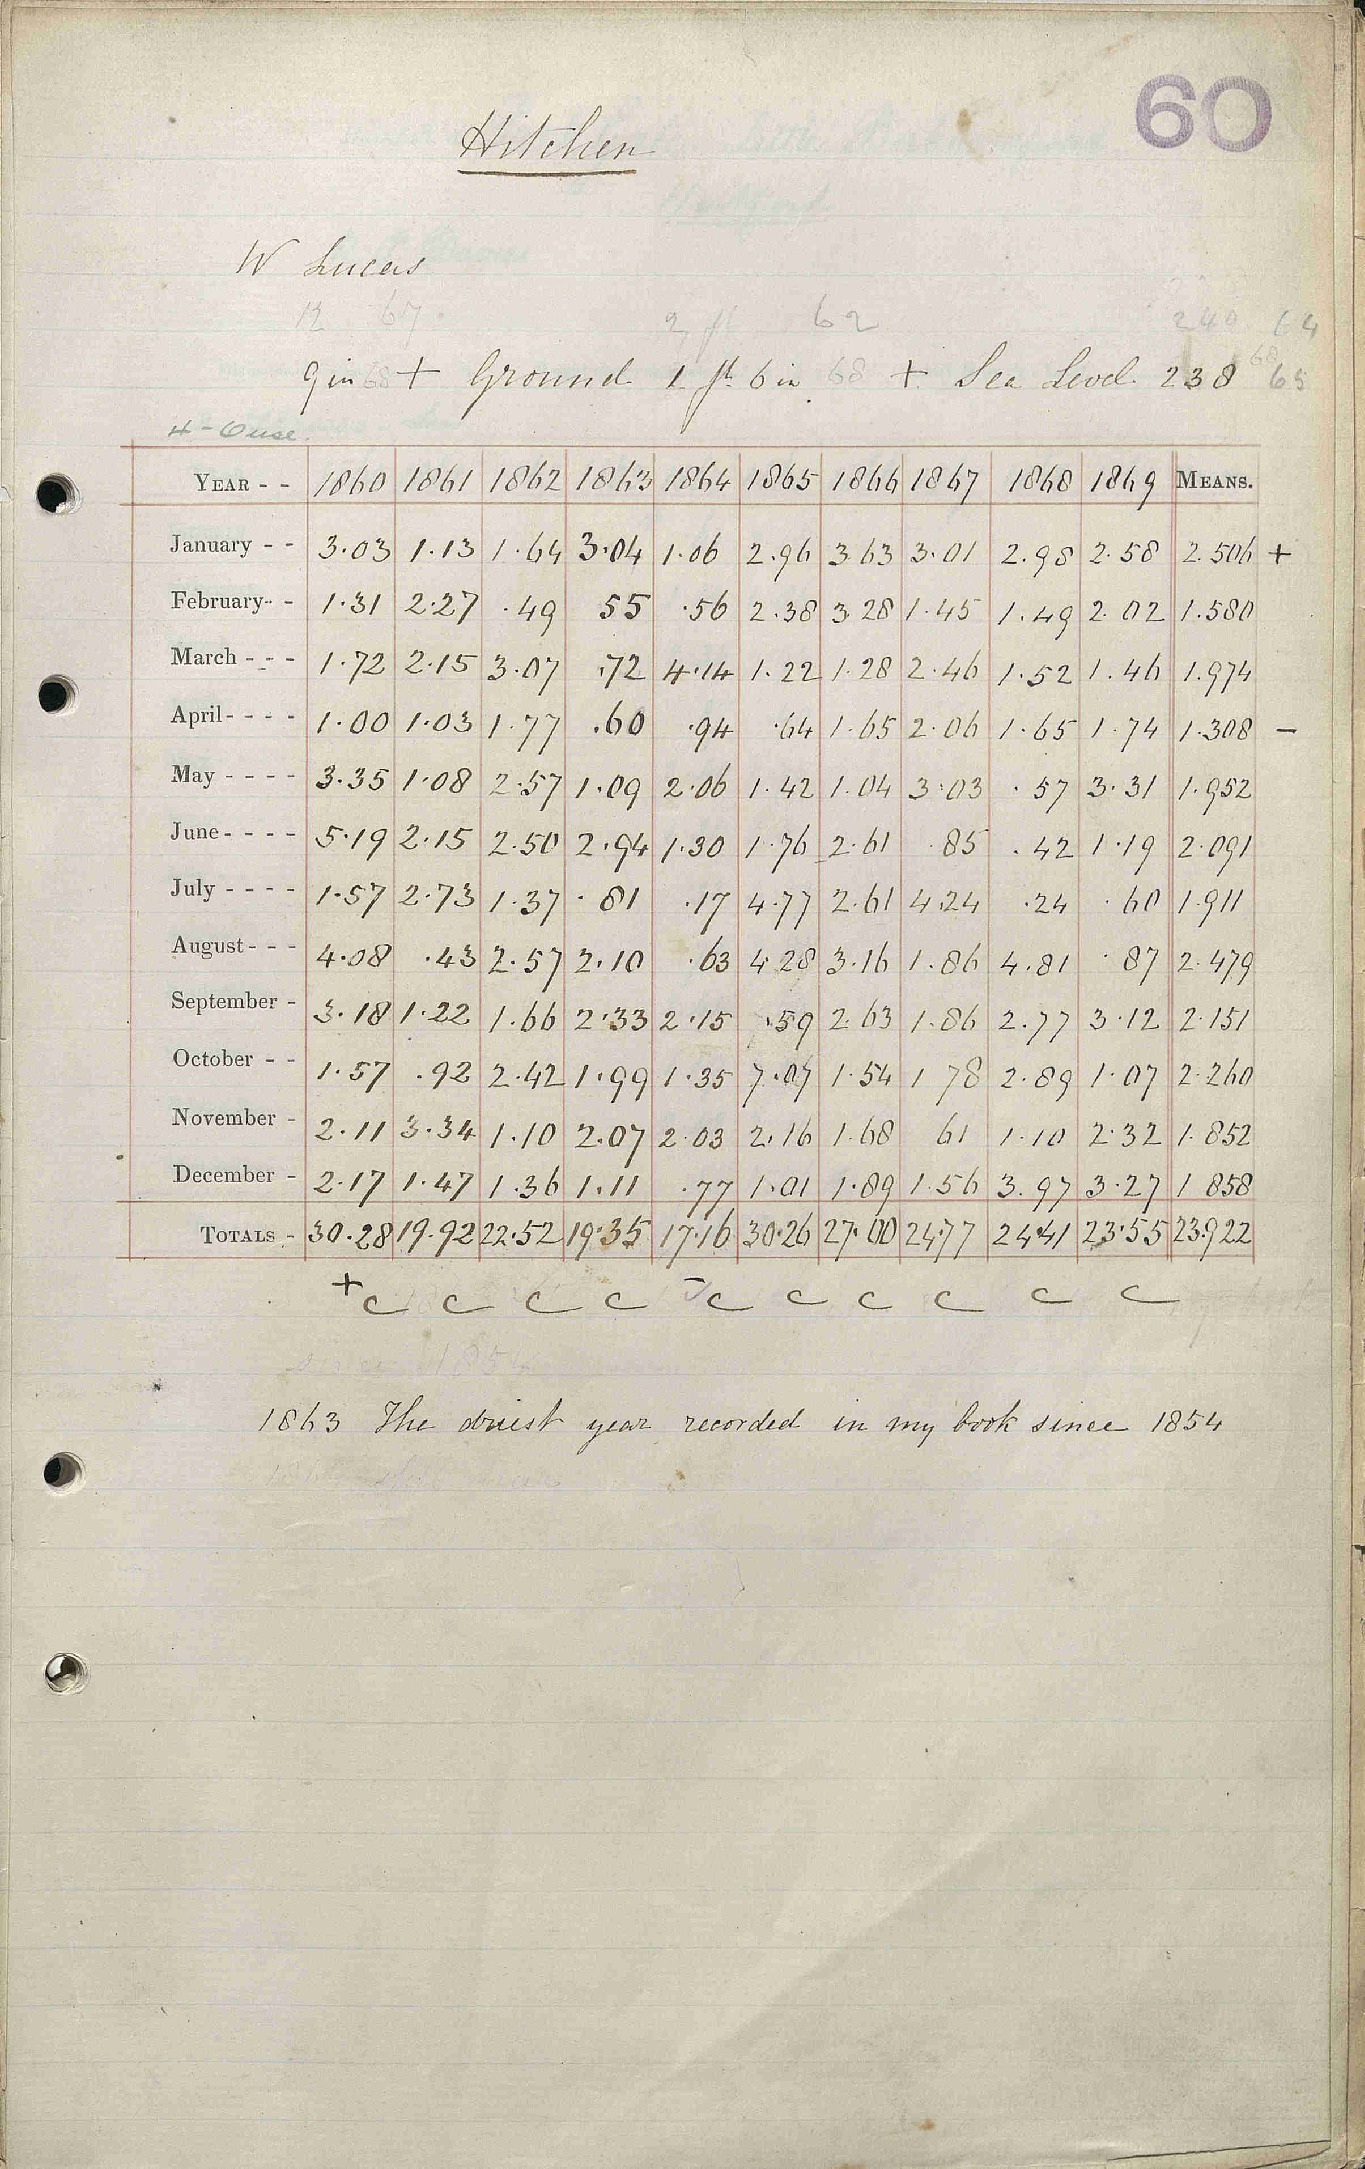 60
Hitchen
W Lucas
12 67
2 ft 62
240 64
9 in 68 + Ground 1 ft 6 in 68 + Sea Level 238 68 65
4 - Ouse.
YEAR - - 1860 1861 1862 1863 1864 1865 1866 1867 1868 1869 MEANS.
January - - 3.03 1.13 1.64 3.04 1.06 2.96 3 63 3.01 2.98 2.58 2.506 +
February- - 1.31 2.27 .49 55 .56 2.38 3 28 1.45 1.49 2.02 1.580
March - - - 1.72 2.15 3.07 .72 4.14 1.22 1.28 2.46 1.52 1.46 1.974
April- - - - 1.00 1.03 1.77 .60 .94 .64 1.65 2.06 1.65 1.74 1.308 -
May - - - - 3.35 1.08 2.57 1.09 2.06 1.42 1.04 3.03 .57 3.31 1.952
June- - - - 5.19 2.15 2.50 2.94 1.30 1.76 2.61 .85 .42 1.19 2.091
July - - - - 1.57 2.73 1.37 .81 .17 4.77 2.61 4.24 .24 .60 1.911
August- - - 4.08 .43 2.57 2.10 .63 4.28 3.16 1.86 4.81 .87 2.479
September - 3.18 1.22 1.66 2.33 2.15 .59 2.63 1.86 2.77 3.12 2.151
October - - 1.57 .92 2.42 1.99 1.35 7.07 1.54 1 78 2.89 1.07 2.260
November - 2.11 3.34 1.10 2.07 2.03 2.16 1.68 61 1.10 2.32 1.852
December - 2.17 1.47 1.36 1.11 .77 1.01 1.89 1.56 3.97 3.27 1 858
TOTALS - 30.28 19.92 22.52 19.35 17.16 30.26 27.00 24.77 24.41 23.55 23.922
+ c c c c - c c c c c c
since 1854
1863 The driest year recorded in my book since 1854